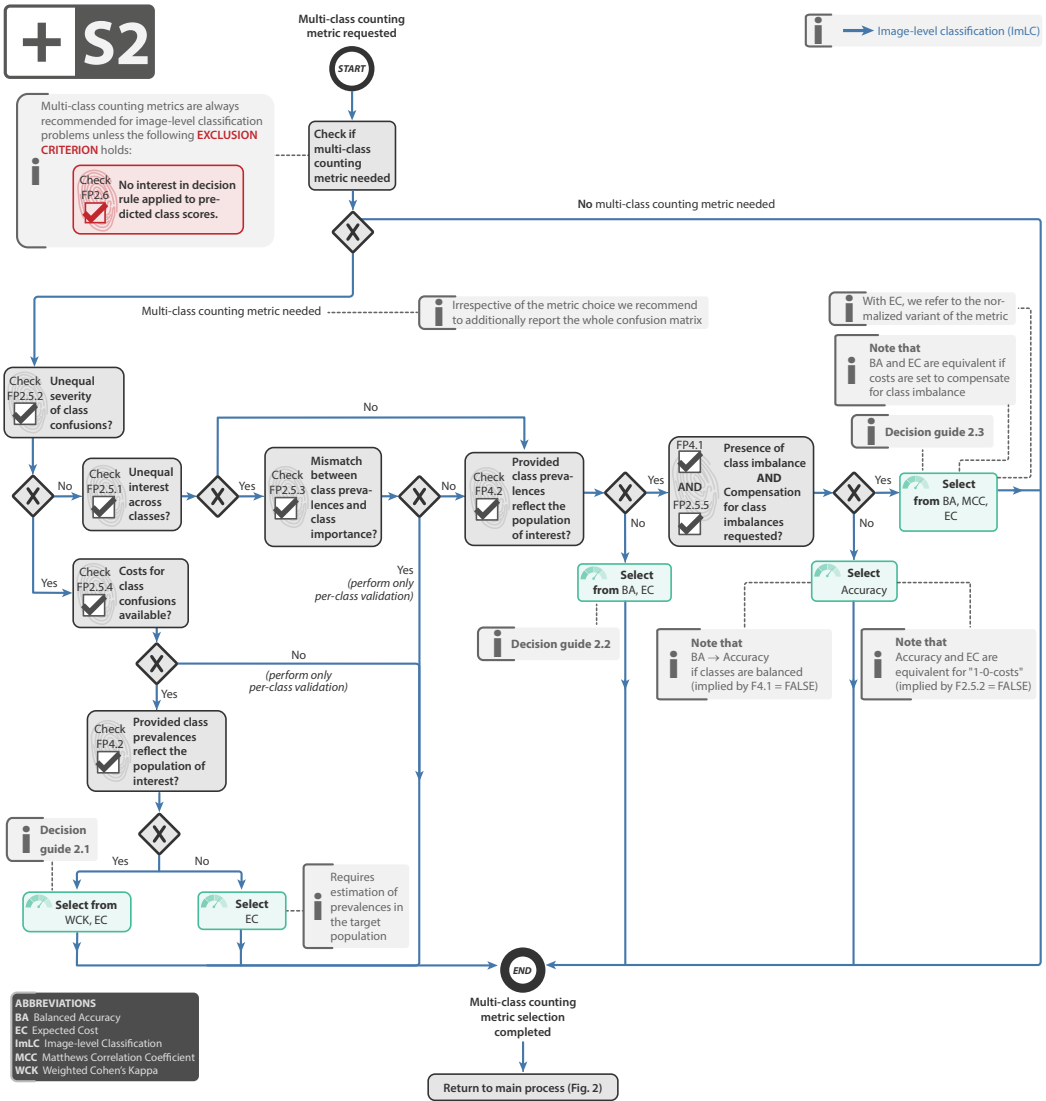 + S2
Multi-class counting
metric requested
START
Image-level classification (ImLC)
Multi-class counting metrics are always
recommended for image-level classification
problems unless the following EXCLUSION
CRITERION holds:
Check
FP2.6
No interest in decision
rule applied to pre-
dicted class scores.
Check if
multi-class
counting
metric needed
X
No multi-class counting metric needed
Multi-class counting metric needed
Irrespective of the metric choice we recommend
to additionally report the whole confusion matrix
With EC, we refer to the nor-
malized variant of the metric
Note that
BA and EC are equivalent if
costs are set to compensate
for class imbalance
Decision guide 2.3
Check
FP2.5.2
Unequal
severity
of class
confusions?
No
X
No
Check
FP2.5.1
Unequal
interest
across
classes?
X
Yes
Check
FP2.5.3
Mismatch
between
class preva-
lences and
class
importance?
X
No
Check
FP4.2
Provided
class preva-
lences
reflect the
population
of interest?
X
Yes
FP4.1
AND
FP2.5.5
Presence of
class imbalance
AND
Compensation
for class
imbalances
requested?
X
Yes
Select
from BA, MCC,
EC
No
No
Yes
Check
FP2.5.4
Costs for
class
confusions
available?
Yes
(perform only
per-class validation)
Select
from BA, EC
Select
Accuracy
Decision guide 2.2
Note that
BA → Accuracy
if classes are balanced
(implied by F4.1 = FALSE)
Note that
Accuracy and EC are
equivalent for "1-0-costs"
(implied by F2.5.2 = FALSE)
X
No
(perform only
per-class validation)
Yes
Check
FP4.2
Provided class
prevalences
reflect the
population of
interest?
X
Decision
guide 2.1
Yes
No
Select from
WCK, EC
Select
EC
Requires
estimation of
prevalences in
the target
population
END
Multi-class counting
metric selection
completed
Return to main process (Fig. 2)
ABBREVIATIONS
BA Balanced Accuracy
EC Expected Cost
ImLC Image-level Classification
MCC Matthews Correlation Coefficient
WCK Weighted Cohen's Kappa